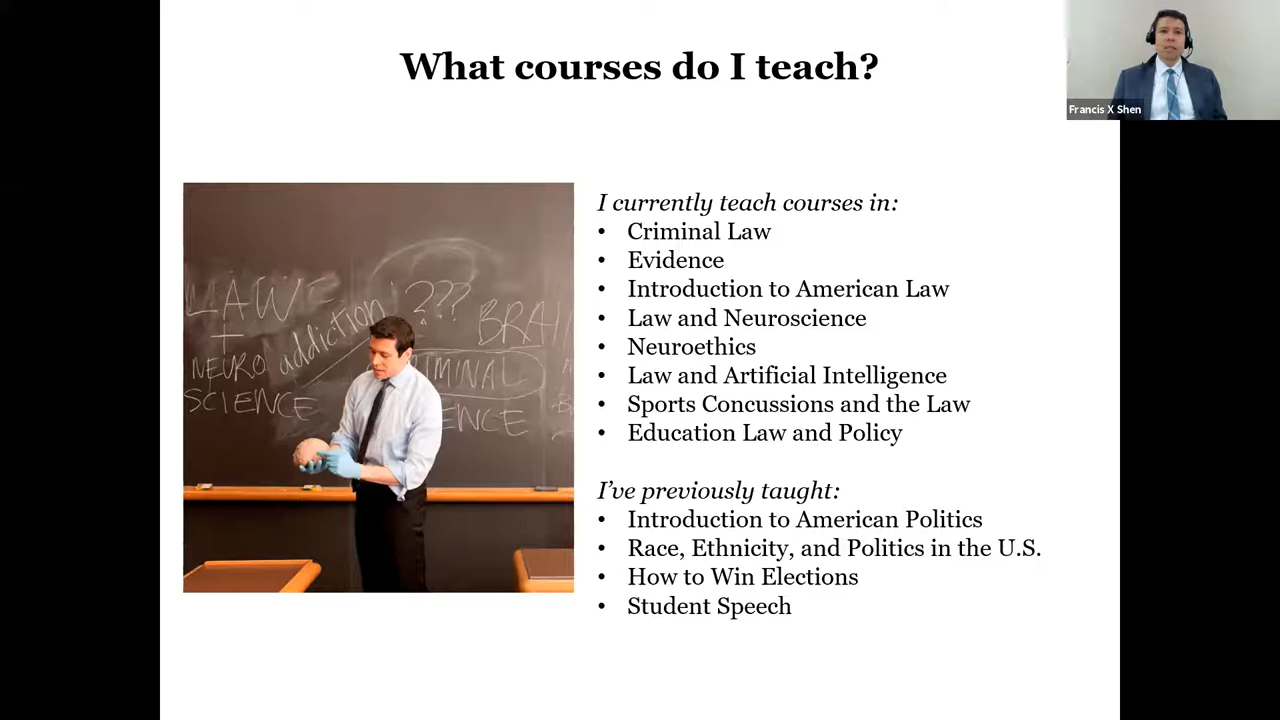 What courses do I teach?
Francis X Shen
I currently teach courses in:
• Criminal Law
• Evidence
• Introduction to American Law
• Law and Neuroscience
• Neuroethics
• Law and Artificial Intelligence
• Sports Concussions and the Law
• Education Law and Policy
I’ve previously taught:
• Introduction to American Politics
• Race, Ethnicity, and Politics in the U.S.
• How to Win Elections
• Student Speech
LAW
+
NEURO
SCIENCE
addiction
???
BRAI
IMINAL
ENCE